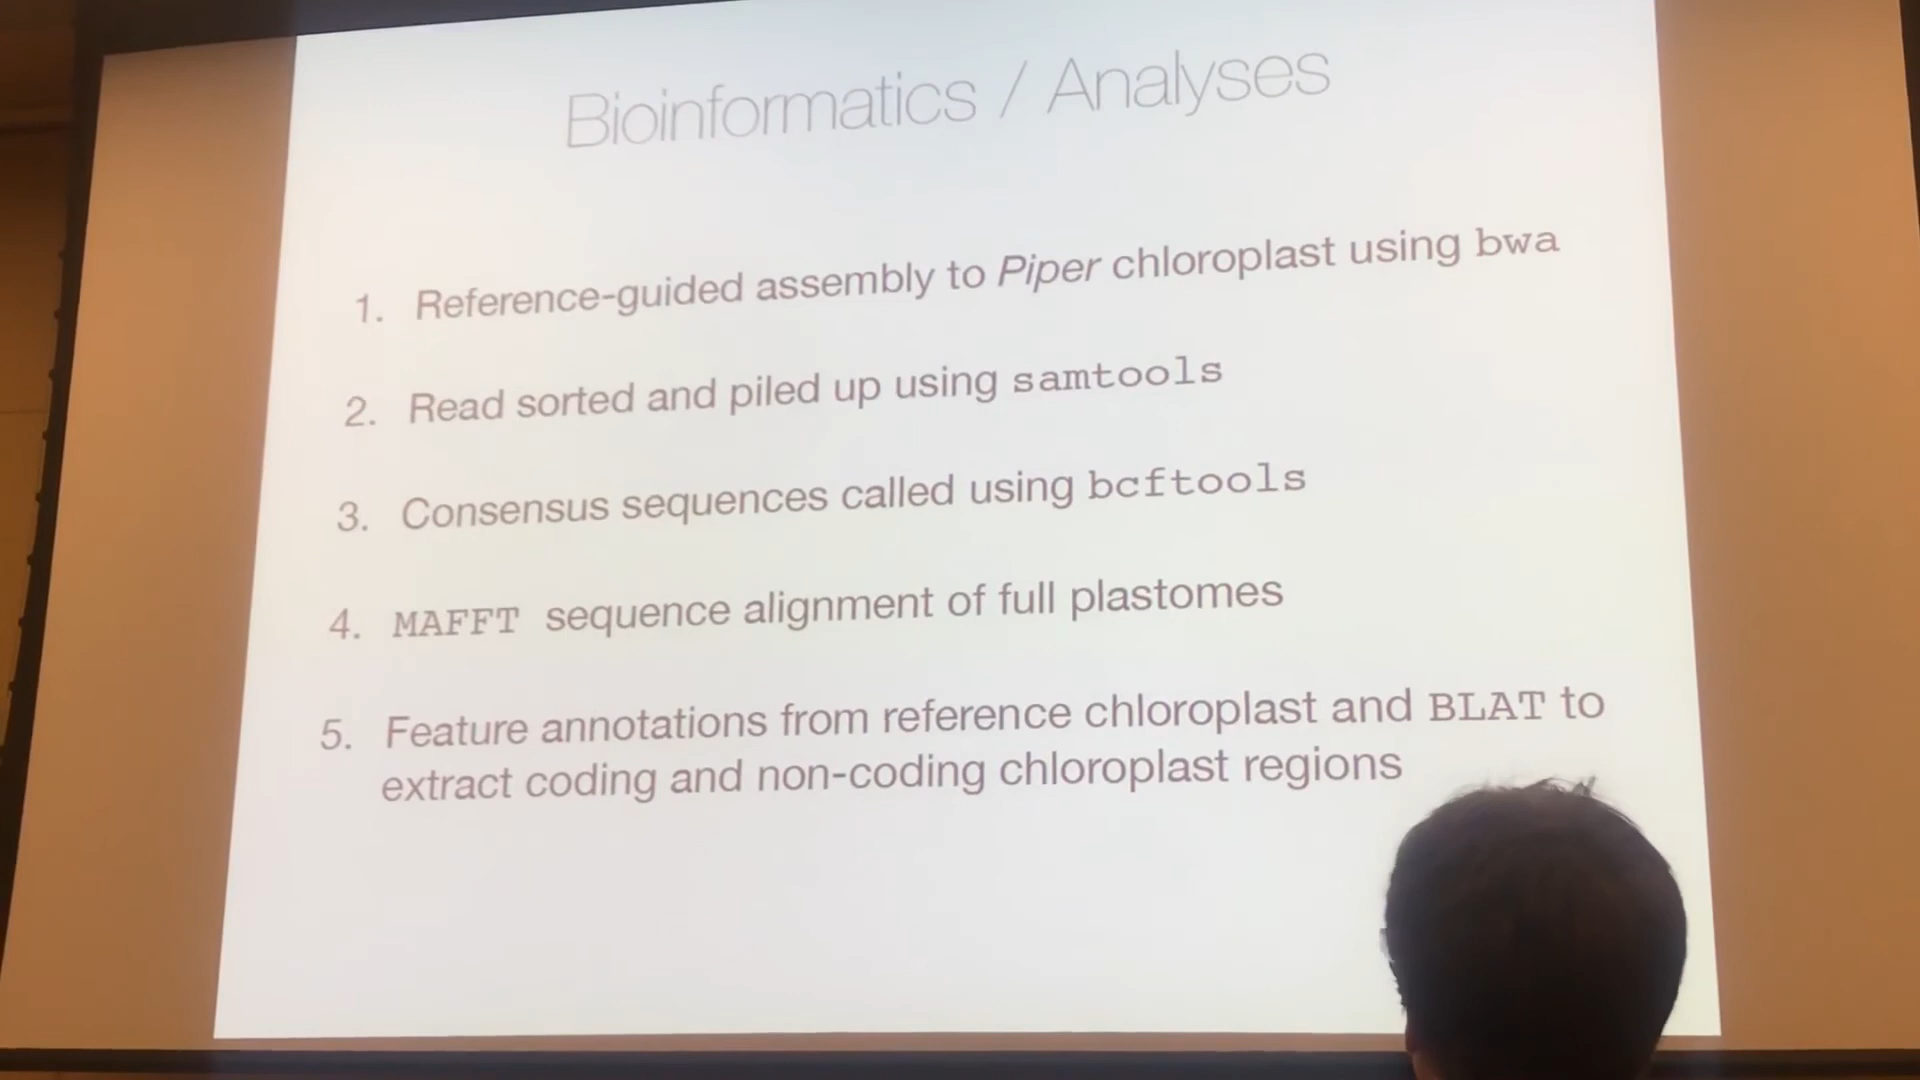 Bioinformatics / Analyses
1. Reference-guided assembly to Piper chloroplast using bwa
2. Read sorted and piled up using samtools
3. Consensus sequences called using bcftools
4. MAFFT sequence alignment of full plastomes
5. Feature annotations from reference chloroplast and BLAT to
extract coding and non-coding chloroplast regions